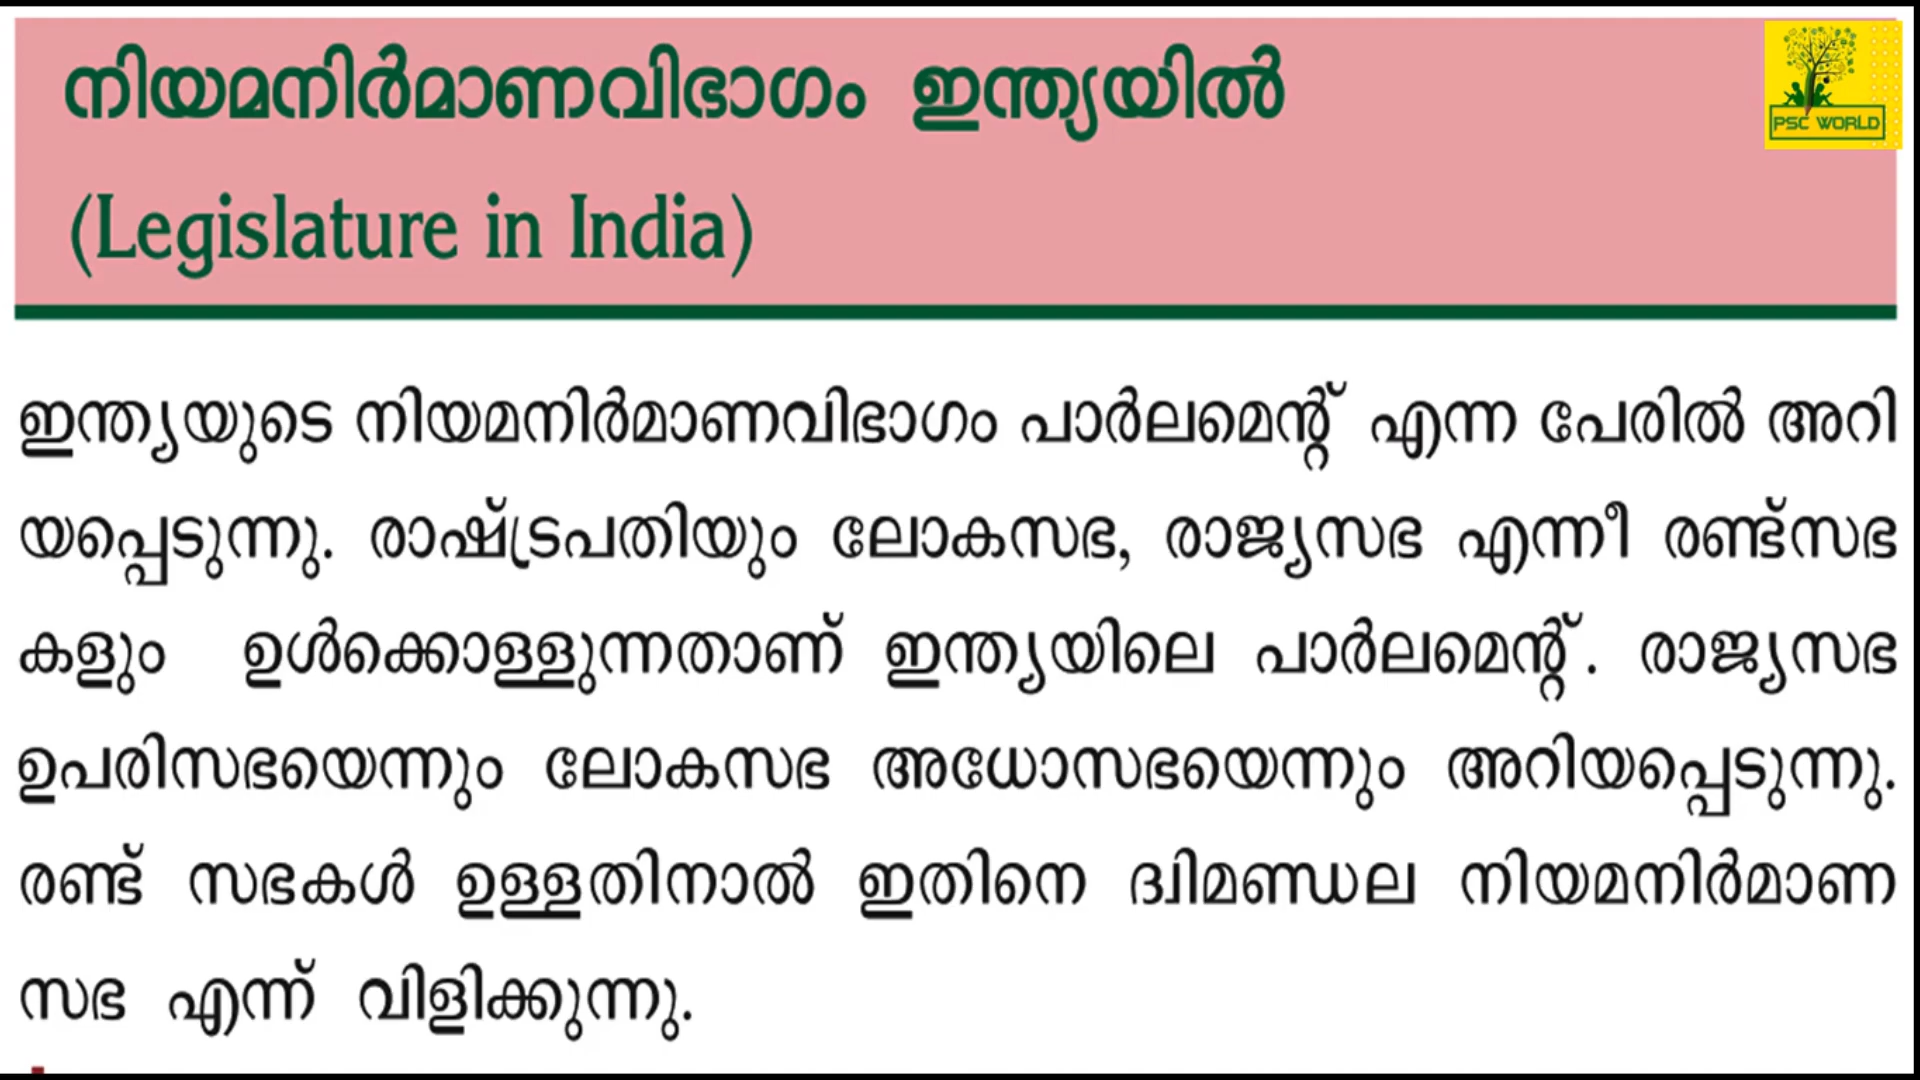 നിയമനിർമാണവിഭാഗം ഇന്ത്യയിൽ
PSC WORLD
(Legislature in India)
ഇന്ത്യയുടെ നിയമനിർമാണവിഭാഗം പാർലമെന്റ് എന്ന പേരിൽ അറി
യപ്പെടുന്നു. രാഷ്ട്രപതിയും ലോകസഭ, രാജ്യസഭ എന്നീ രണ്ട്സഭ
കളും ഉൾക്കൊള്ളുന്നതാണ് ഇന്ത്യയിലെ പാർലമെന്റ്. രാജ്യസഭ
ഉപരിസഭയെന്നും ലോകസഭ അധോസഭയെന്നും അറിയപ്പെടുന്നു.
രണ്ട് സഭകൾ ഉള്ളതിനാൽ ഇതിനെ ദ്വിമണ്ഡല നിയമനിർമാണ
സഭ എന്ന് വിളിക്കുന്നു.